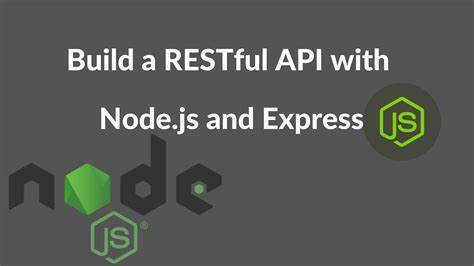 Build a RESTful API with
Node.js and Express
JS
node
JS®